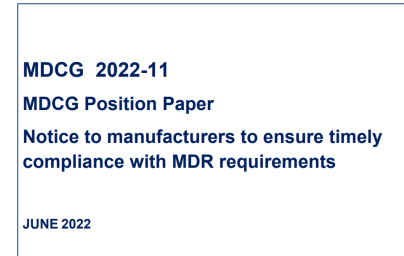 MDCG 2022-11
MDCG Position Paper
Notice to manufacturers to ensure timely
compliance with MDR requirements
JUNE 2022